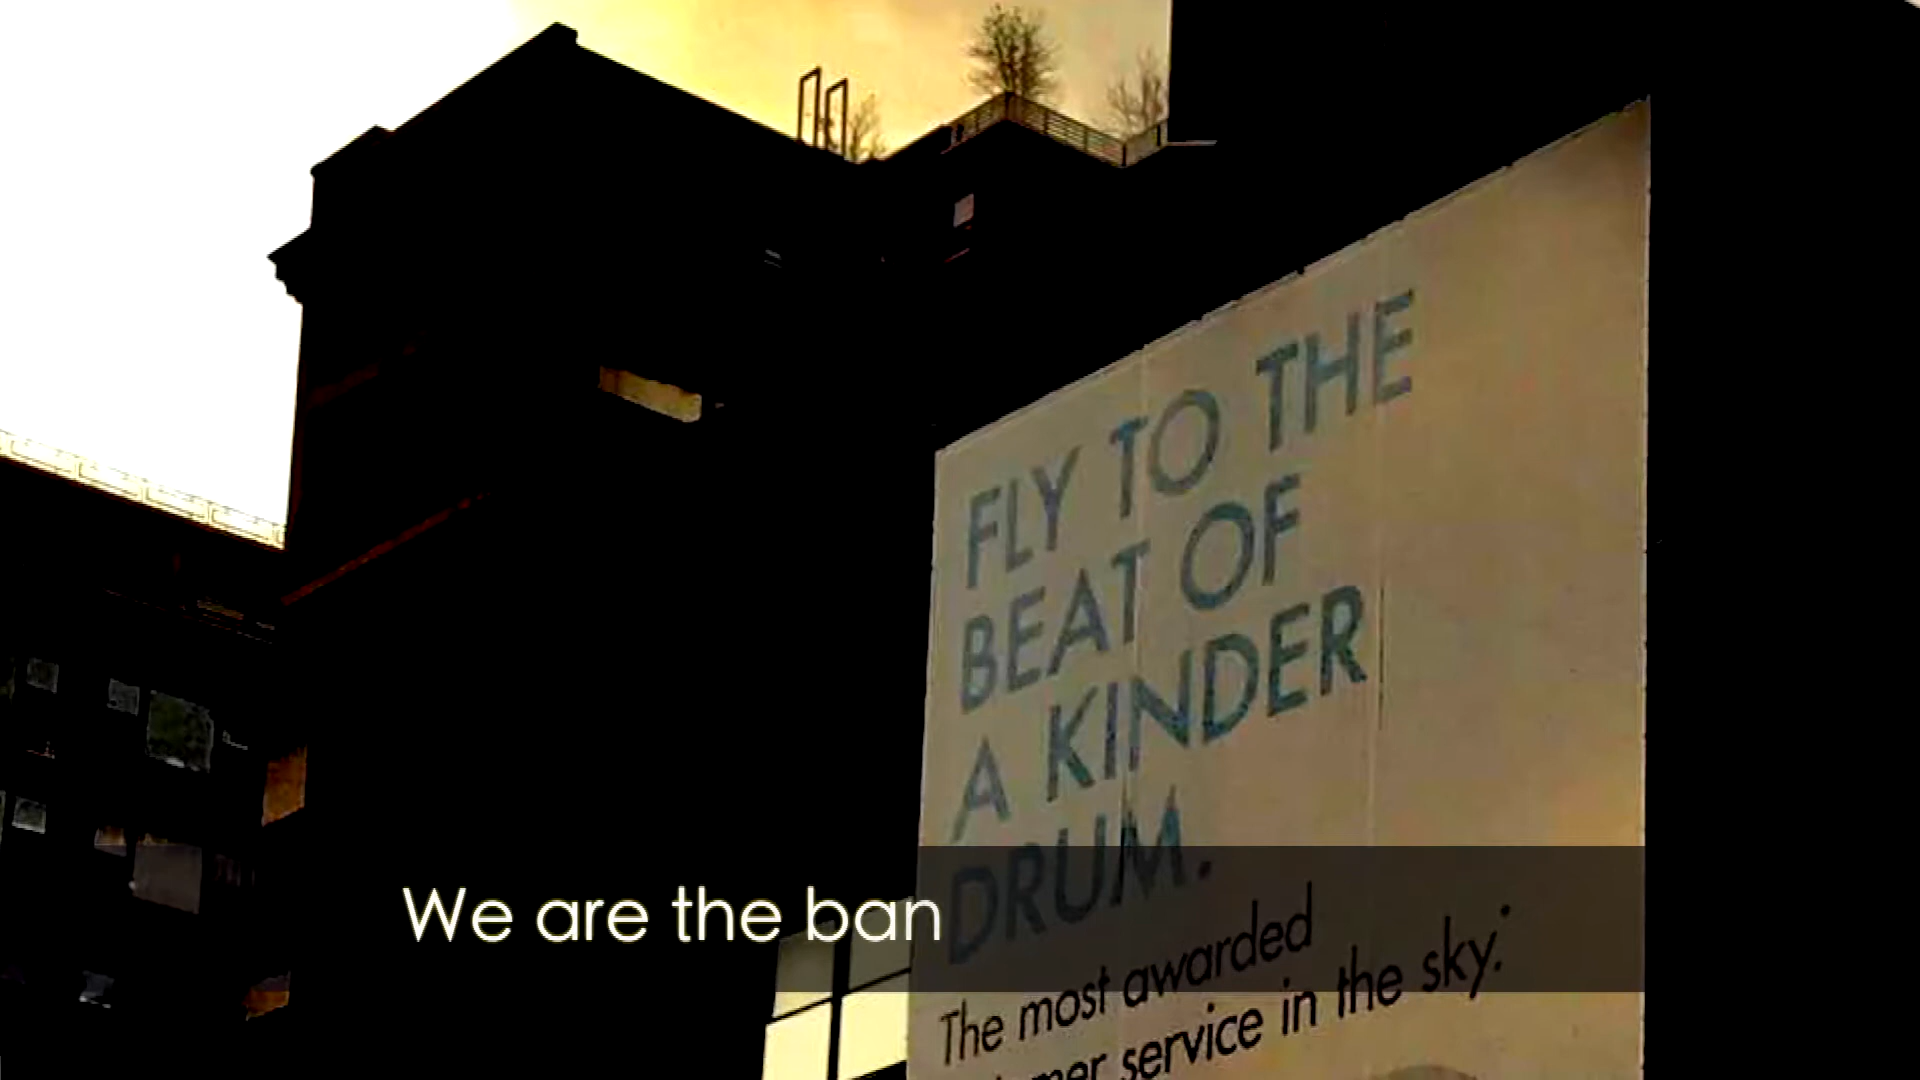 FLY TO THE
BEAT OF
A KINDER
DRUM.
We are the ban
The most awarded
service in the sky.*